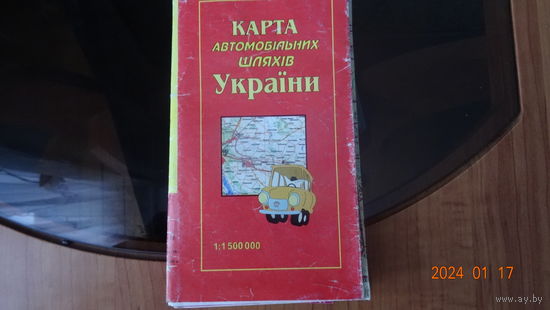 КАРТА
АВТОМОБІЛЬНИХ
ШЛЯХІВ
України
1:1 500 000
2024 01 17
www.ay.by